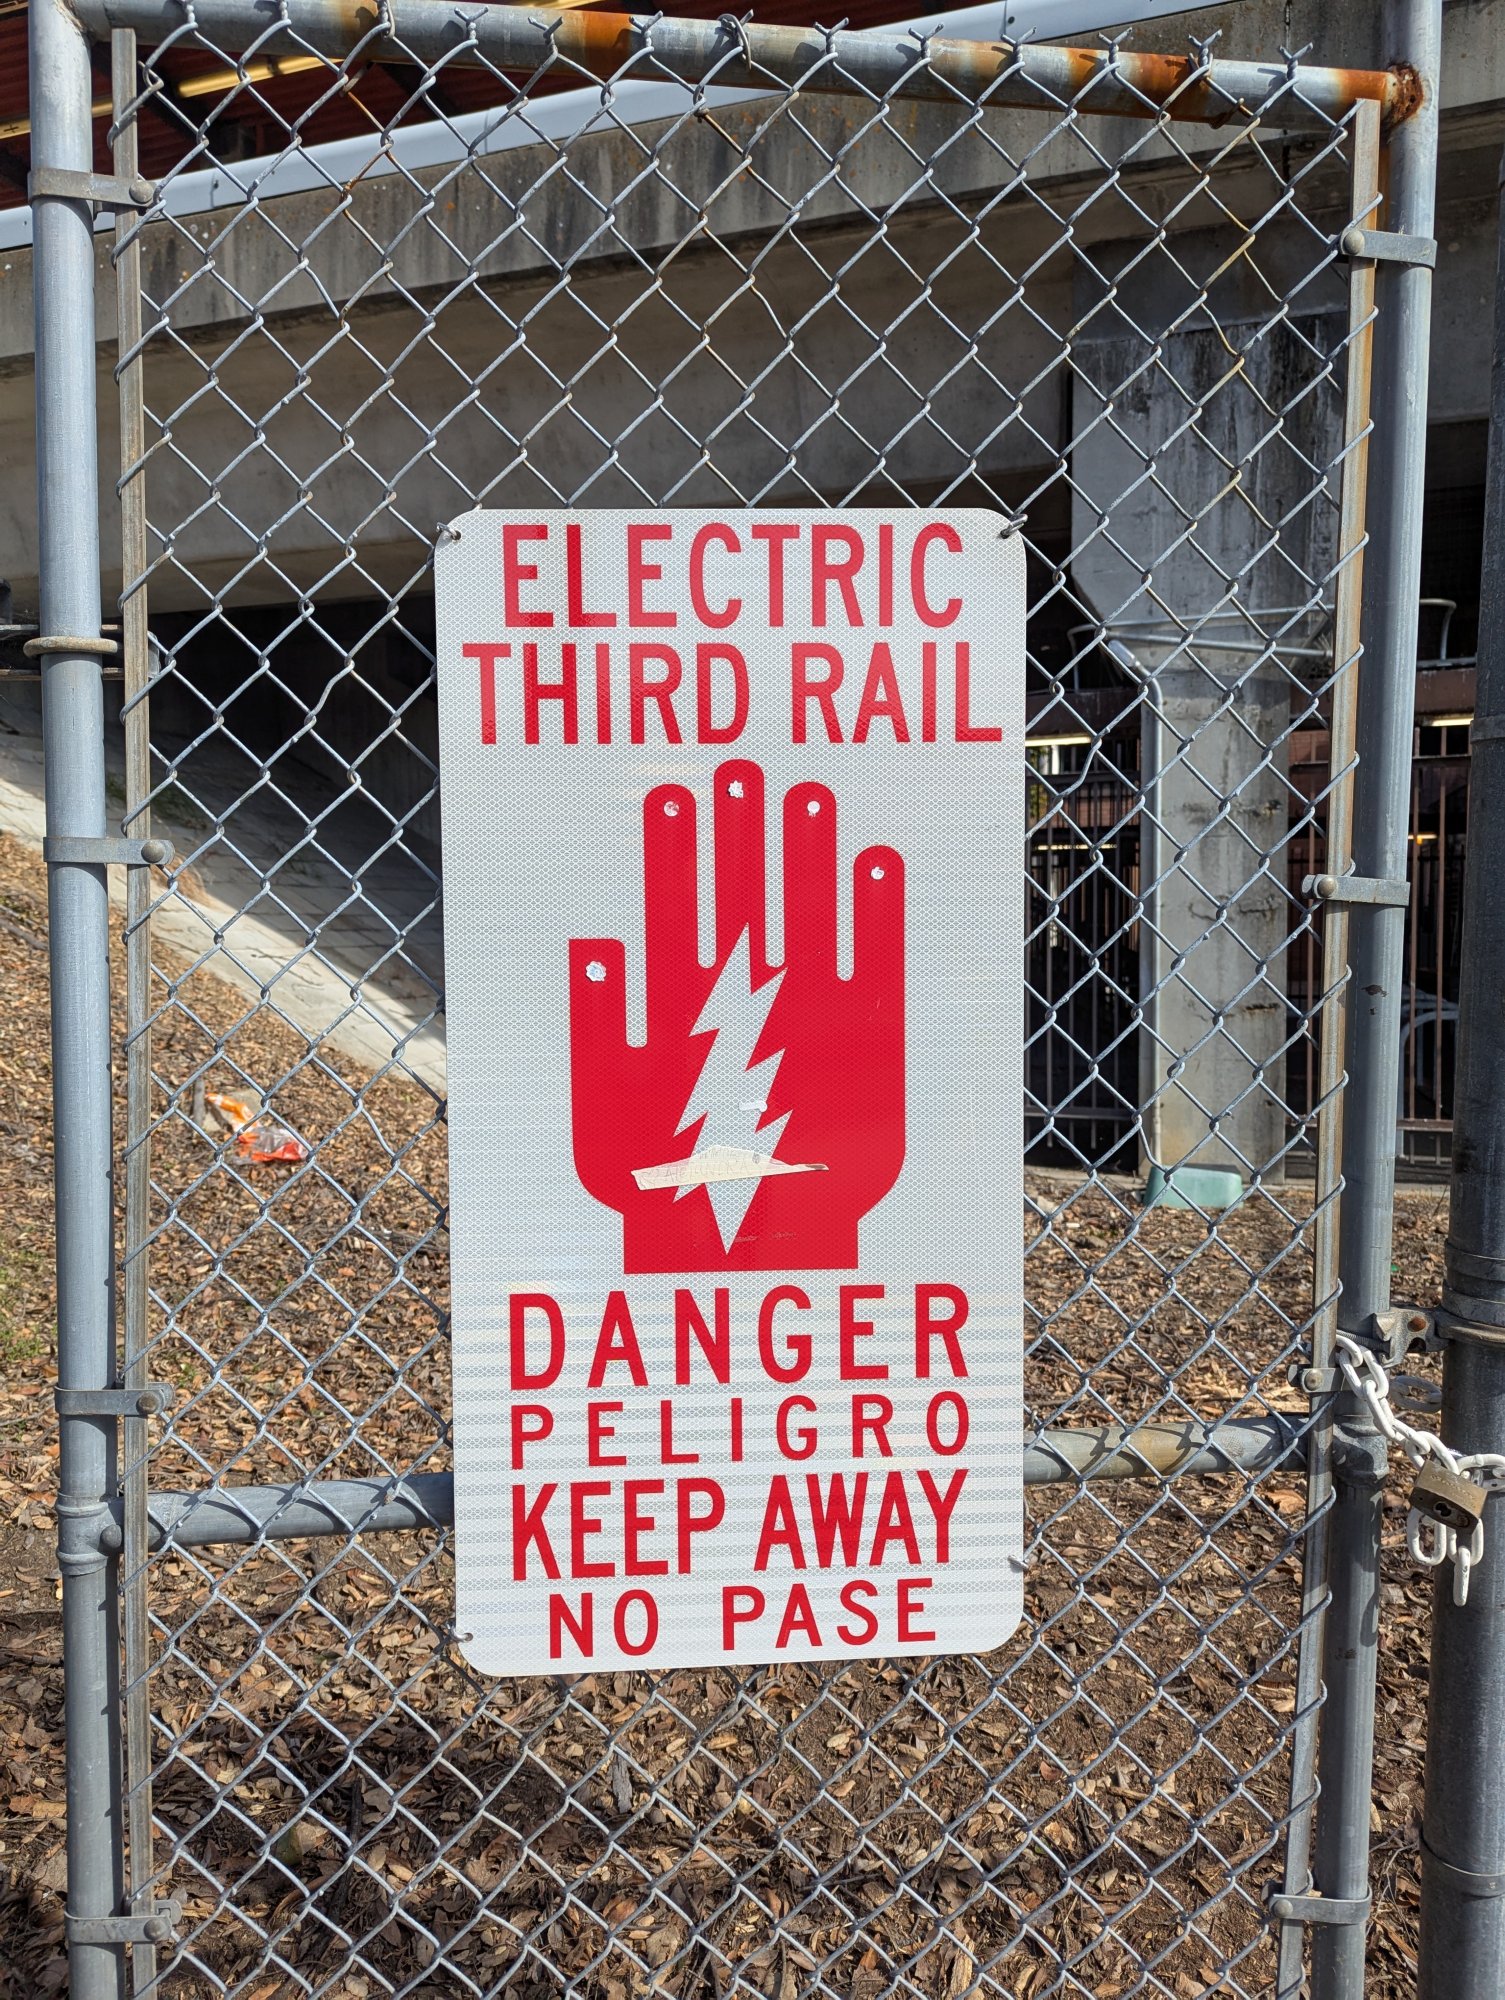 ELECTRIC
THIRD RAIL
DANGER
PELIGRO
KEEP AWAY
NO PASE